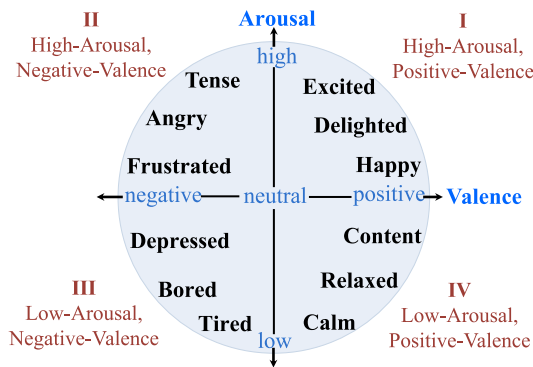 II
High-Arousal,
Negative-Valence
Arousal
I
High-Arousal,
Positive-Valence
high
Tense
Excited
Angry
Delighted
Frustrated
Happy
negative
neutral
positive
Valence
Depressed
Content
Bored
Relaxed
Tired
Calm
low
III
Low-Arousal,
Negative-Valence
IV
Low-Arousal,
Positive-Valence